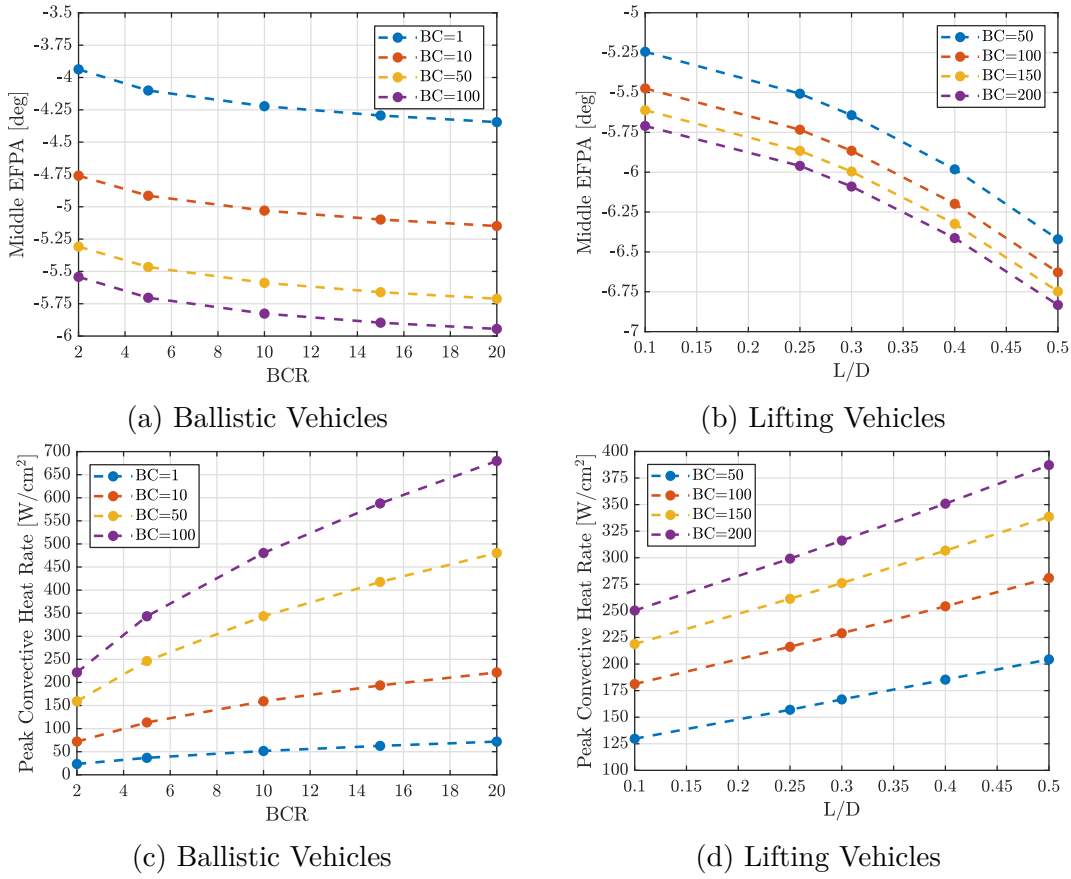 -3.5
-3.75
-4
-4.25
-4.5
-4.75
-5
-5.25
-5.5
-5.75
-6
Middle EFPA [deg]
BC=1
BC=10
BC=50
BC=100
2 4 6 8 10 12 14 16 18 20
BCR
(a) Ballistic Vehicles
-5
-5.25
-5.5
-5.75
-6
-6.25
-6.5
-6.75
-7
Middle EFPA [deg]
BC=50
BC=100
BC=150
BC=200
0.1 0.15 0.2 0.25 0.3 0.35 0.4 0.45 0.5
L/D
(b) Lifting Vehicles
700
650
600
550
500
450
400
350
300
250
200
150
100
50
0
Peak Convective Heat Rate [W/cm²]
BC=1
BC=10
BC=50
BC=100
2 4 6 8 10 12 14 16 18 20
BCR
(c) Ballistic Vehicles
400
375
350
325
300
275
250
225
200
175
150
125
100
Peak Convective Heat Rate [W/cm²]
BC=50
BC=100
BC=150
BC=200
0.1 0.15 0.2 0.25 0.3 0.35 0.4 0.45 0.5
L/D
(d) Lifting Vehicles